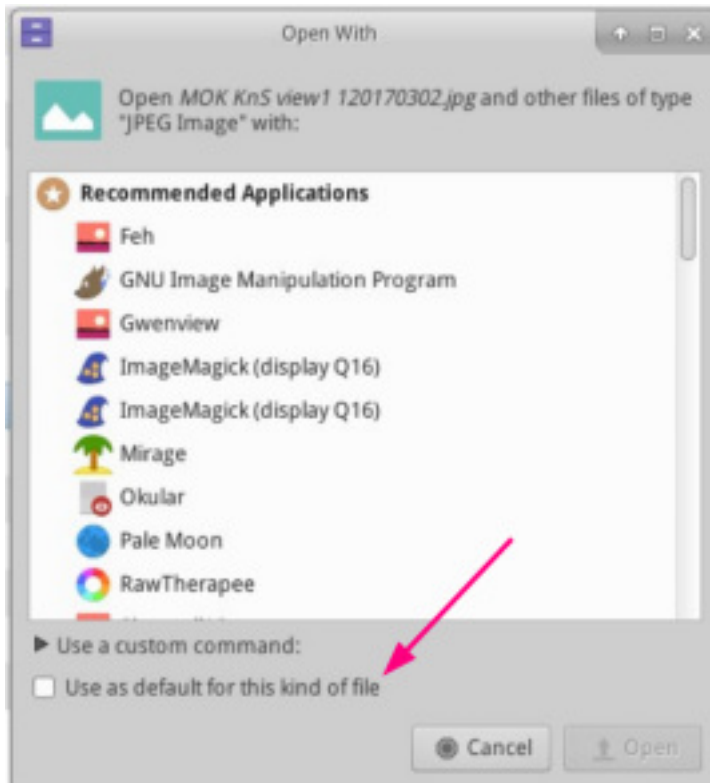 Open With
Open MOK KnS view1 120170302.jpg and other files of type
"JPEG Image" with:
Recommended Applications
Feh
GNU Image Manipulation Program
Gwenview
ImageMagick (display Q16)
ImageMagick (display Q16)
Mirage
Okular
Pale Moon
RawTherapee
Use a custom command:
Use as default for this kind of file
Cancel
Open